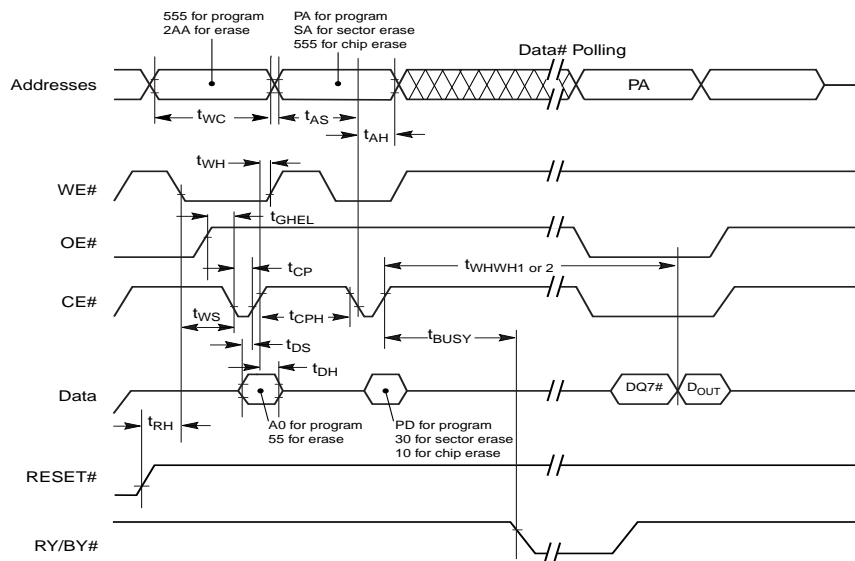 555 for program
2AA for erase
PA for program
SA for sector erase
555 for chip erase
Data# Polling
Addresses
PA
tWC
tAS
tAH
tWH
WE#
tGHEL
OE#
tWHWH1 or 2
tCP
CE#
tWS
tCPH
tBUSY
tDS
tDH
Data
DQ7#
DOUT
tRH
A0 for program
55 for erase
PD for program
30 for sector erase
10 for chip erase
RESET#
RY/BY#